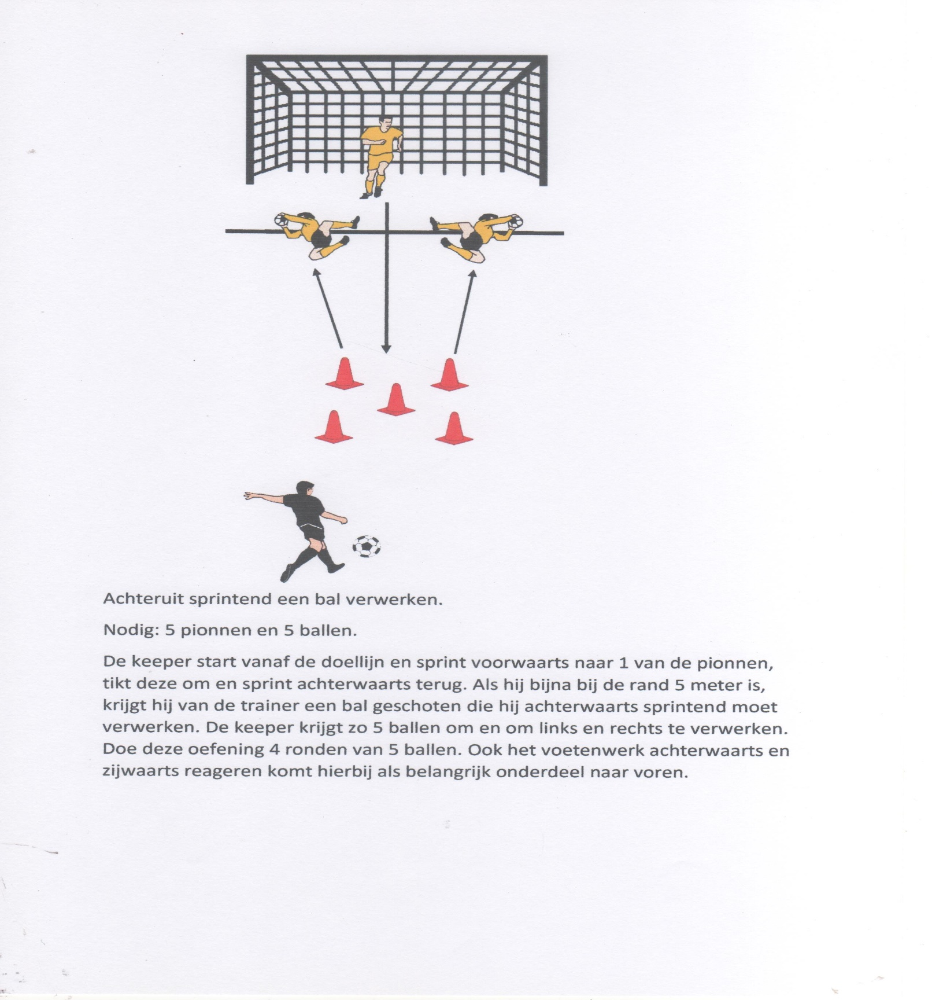 Achteruit sprintend een bal verwerken.
Nodig: 5 pionnen en 5 ballen.
De keeper start vanaf de doellijn en sprint voorwaarts naar 1 van de pionnen,
tikt deze om en sprint achterwaarts terug. Als hij bijna bij de rand 5 meter is,
krijgt hij van de trainer een bal geschoten die hij achterwaarts sprintend moet
verwerken. De keeper krijgt zo 5 ballen om en om links en rechts te verwerken.
Doe deze oefening 4 ronden van 5 ballen. Ook het voetenwerk achterwaarts en
zijwaarts reageren komt hierbij als belangrijk onderdeel naar voren.